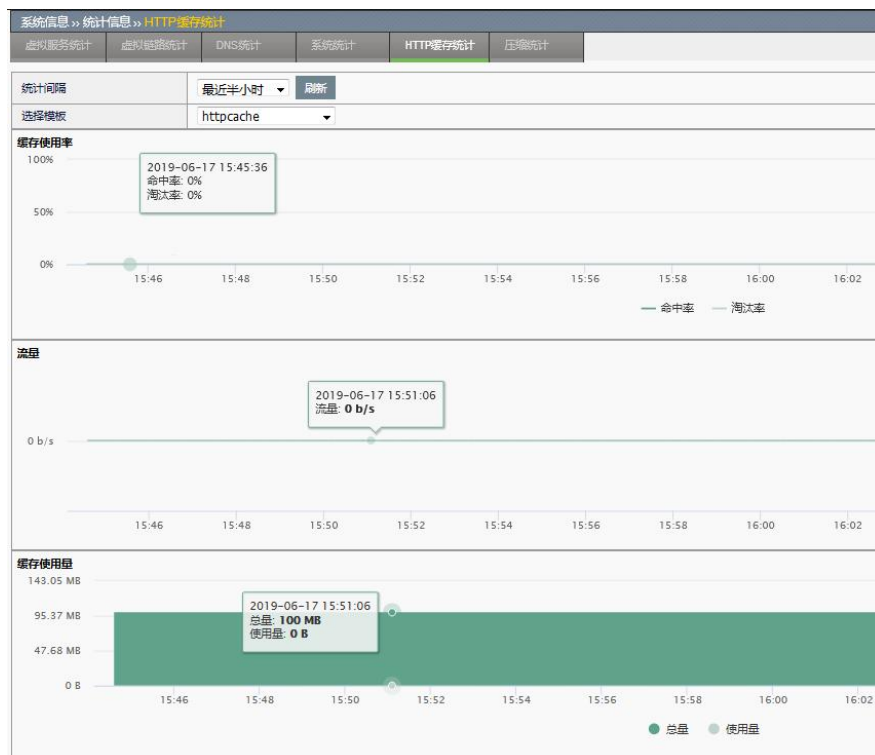 系统信息 » 统计信息 » HTTP缓存统计
虚拟服务统计 虚拟链路统计 DNS统计 系统统计 HTTP缓存统计 压缩统计
统计间隔 最近半小时 刷新
选择模板 httpcache
缓存使用率
100%
2019-06-17 15:45:36
命中率: 0%
淘汰率: 0%
50%
0%
15:46 15:48 15:50 15:52 15:54 15:56 15:58 16:00 16:02
命中率 淘汰率
流量
2019-06-17 15:51:06
流量: 0 b/s
0 b/s
15:46 15:48 15:50 15:52 15:54 15:56 15:58 16:00 16:02
缓存使用量
143.05 MB
2019-06-17 15:51:06
95.37 MB 总量: 100 MB
使用量: 0 B
47.68 MB
0 B
15:46 15:48 15:50 15:52 15:54 15:56 15:58 16:00 16:02
总量 使用量